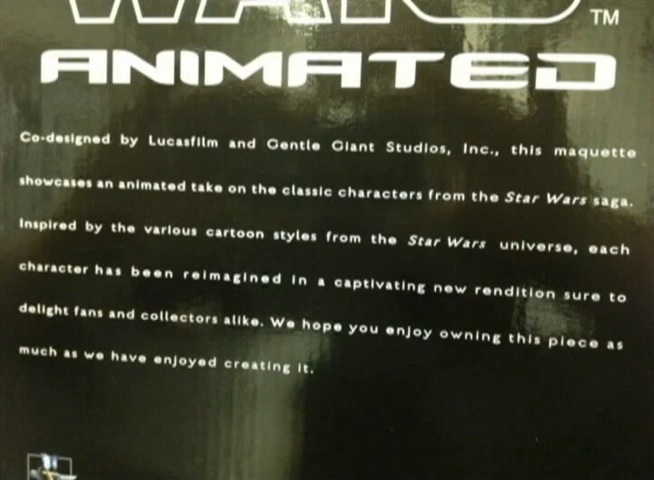 WARS™
ANIMATED
Co-designed by Lucasfilm and Gentle Giant Studios, Inc., this maquette
showcases an animated take on the classic characters from the Star Wars saga.
Inspired by the various cartoon styles from the Star Wars universe, each
character has been reimagined in a captivating new rendition sure to
delight fans and collectors alike. We hope you enjoy owning this piece as
much as we have enjoyed creating it.